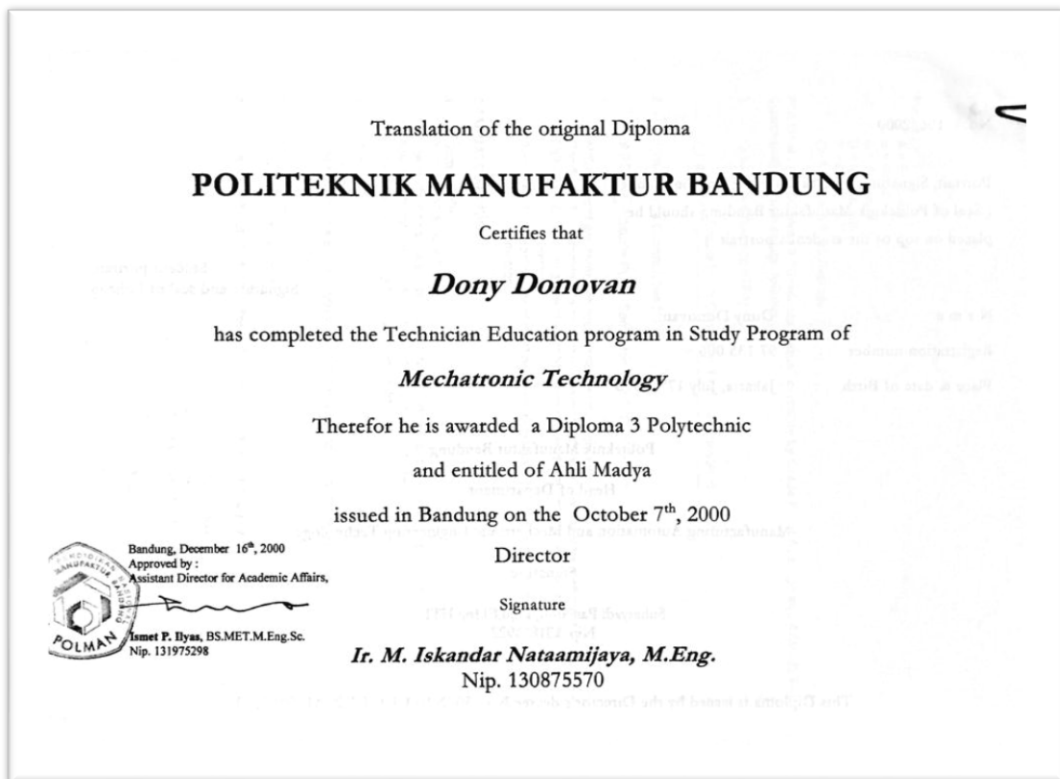 Translation of the original Diploma
POLITEKNIK MANUFAKTUR BANDUNG
Certifies that
Dony Donovan
has completed the Technician Education program in Study Program of
Mechatronic Technology
Therefor he is awarded a Diploma 3 Polytechnic
and entitled of Ahli Madya
issued in Bandung on the October 7th, 2000
Director
Signature
Ir. M. Iskandar Nataamijaya, M.Eng.
Nip. 130875570
Bandung, December 16th, 2000
Approved by :
Assistant Director for Academic Affairs,
Ismet P. Ilyas, BS.MET.M.Eng.Sc.
Nip. 131975298
MANUFAKTUR BANDUNG
POLMAN